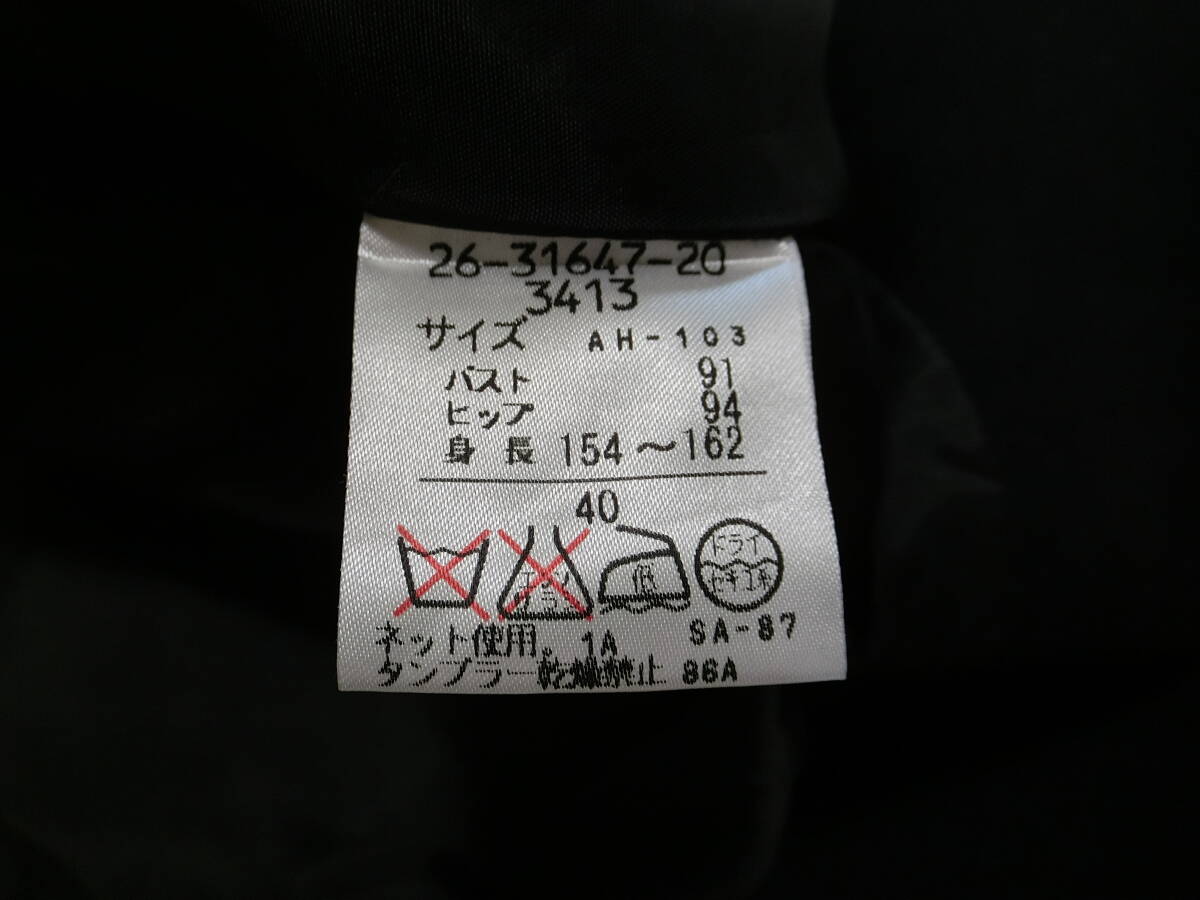 26-31647-20
3413
サイズ AH-103
バスト 91
ヒップ 94
身長 154～162
40
エンソ
サラシ
低
ドライ
セキユ系
SA-87
ネット使用。1A
タンブラー乾燥禁止 86A